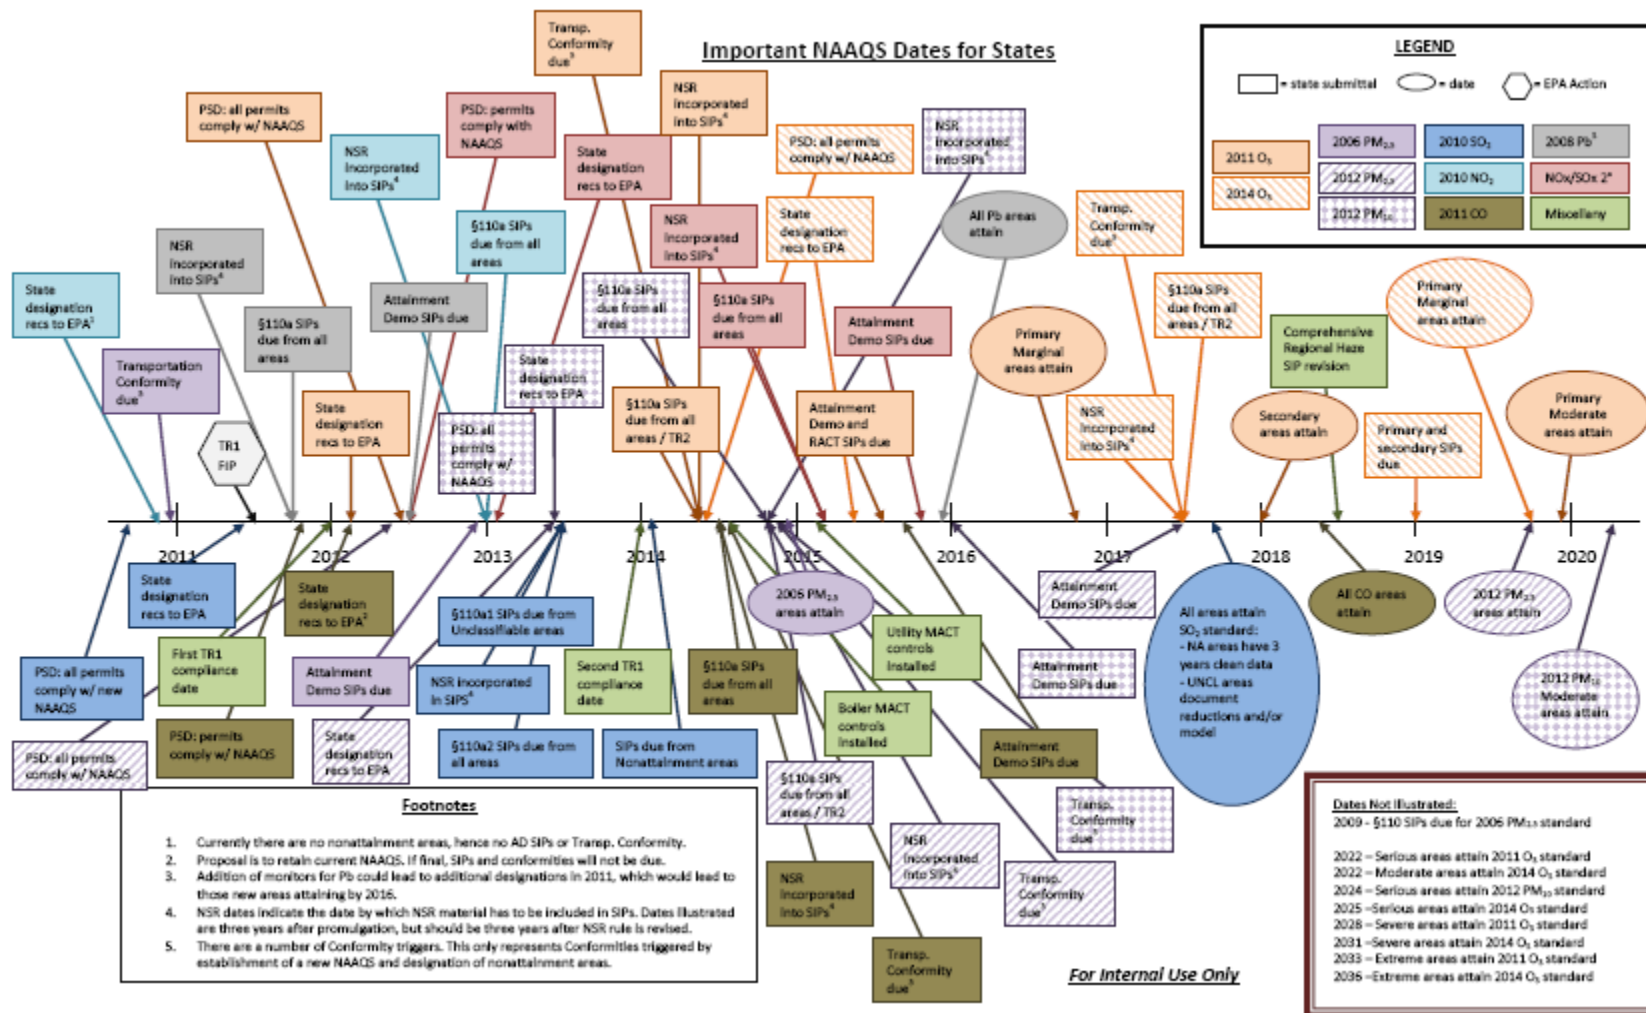 Important NAAQS Dates for States
LEGEND
= state submittal
= date
= EPA Action
2011 O₃
2014 O₃
2006 PM₂.₅
2012 PM₂.₅
2012 PM₁₀
2010 SO₂
2010 NO₂
2011 CO
2008 Pb³
NOx/SOx 2°
Miscellany
Transp.
Conformity
due⁵
PSD: all permits
comply w/ NAAQS
PSD: permits
comply with
NAAQS
NSR
Incorporated
Into SIPs⁴
State
designation
recs to EPA
NSR
Incorporated
Into SIPs⁴
PSD: all permits
comply w/ NAAQS
NSR
Incorporated
into SIPs⁴
NSR
Incorporated
Into SIPs⁴
§110a SIPs
due from all
areas
NSR
Incorporated
Into SIPs⁴
State
designation
recs to EPA
All Pb areas
attain
Transp.
Conformity
due⁵
State
designation
recs to EPA¹
§110a SIPs
due from all
areas
Attainment
Demo SIPs due
§110a SIPs
due from all
areas
§110a SIPs
due from all
areas
Attainment
Demo SIPs due
Primary
Marginal
areas attain
§110a SIPs
due from all
areas / TR2
Comprehensive
Regional Haze
SIP revision
Primary
Marginal
areas attain
Transportation
Conformity
due⁵
State
designation
recs to EPA
State
designation
recs to EPA
§110a SIPs
due from all
areas / TR2
Attainment
Demo and
RACT SIPs due
NSR
Incorporated
Into SIPs⁴
Secondary
areas attain
Primary and
secondary SIPs
due
Primary
Moderate
areas attain
TR1
FIP
PSD: all
permits
comply w/
NAAQS
2011
2012
2013
2014
2015
2016
2017
2018
2019
2020
State
designation
recs to EPA
State
designation
recs to EPA²
§110a1 SIPs due from
Unclassifiable areas
2006 PM₂.₅
areas attain
Attainment
Demo SIPs due
All areas attain
SO₂ standard:
- NA areas have 3
years clean data
- UNCL areas
document
reductions and/or
model
All CO areas
attain
2012 PM₂.₅
areas attain
PSD: all permits
comply w/ new
NAAQS
First TR1
compliance
date
Attainment
Demo SIPs due
NSR incorporated
in SIPS⁴
Second TR1
compliance
date
§110a SIPs
due from all
areas
Utility MACT
controls
Installed
Attainment
Demo SIPs due
2012 PM₁₀
Moderate
areas attain
PSD: all permits
comply w/ NAAQS
PSD: permits
comply w/ NAAQS
State
designation
recs to EPA
§110a2 SIPs due from
all areas
SIPs due from
Nonattainment areas
Boiler MACT
controls
Installed
Attainment
Demo SIPs due
§110a SIPs
due from all
areas / TR2
Transp.
Conformity
due⁵
NSR
Incorporated
Into SIPs⁴
Transp.
Conformity
due⁵
NSR
Incorporated
Into SIPs⁴
Transp.
Conformity
due⁵
Footnotes
1. Currently there are no nonattainment areas, hence no AD SIPs or Transp. Conformity.
2. Proposal is to retain current NAAQS. If final, SIPs and conformities will not be due.
3. Addition of monitors for Pb could lead to additional designations in 2011, which would lead to
those new areas attaining by 2016.
4. NSR dates indicate the date by which NSR material has to be included in SIPs. Dates illustrated
are three years after promulgation, but should be three years after NSR rule is revised.
5. There are a number of Conformity triggers. This only represents Conformities triggered by
establishment of a new NAAQS and designation of nonattainment areas.
For Internal Use Only
Dates Not Illustrated:
2009 - §110 SIPs due for 2006 PM₂.₅ standard
2022 – Serious areas attain 2011 O₃ standard
2022 – Moderate areas attain 2014 O₃ standard
2024 – Serious areas attain 2012 PM₁₀ standard
2025 –Serious areas attain 2014 O₃ standard
2028 – Severe areas attain 2011 O₃ standard
2031 –Severe areas attain 2014 O₃ standard
2033 – Extreme areas attain 2011 O₃ standard
2036 –Extreme areas attain 2014 O₃ standard